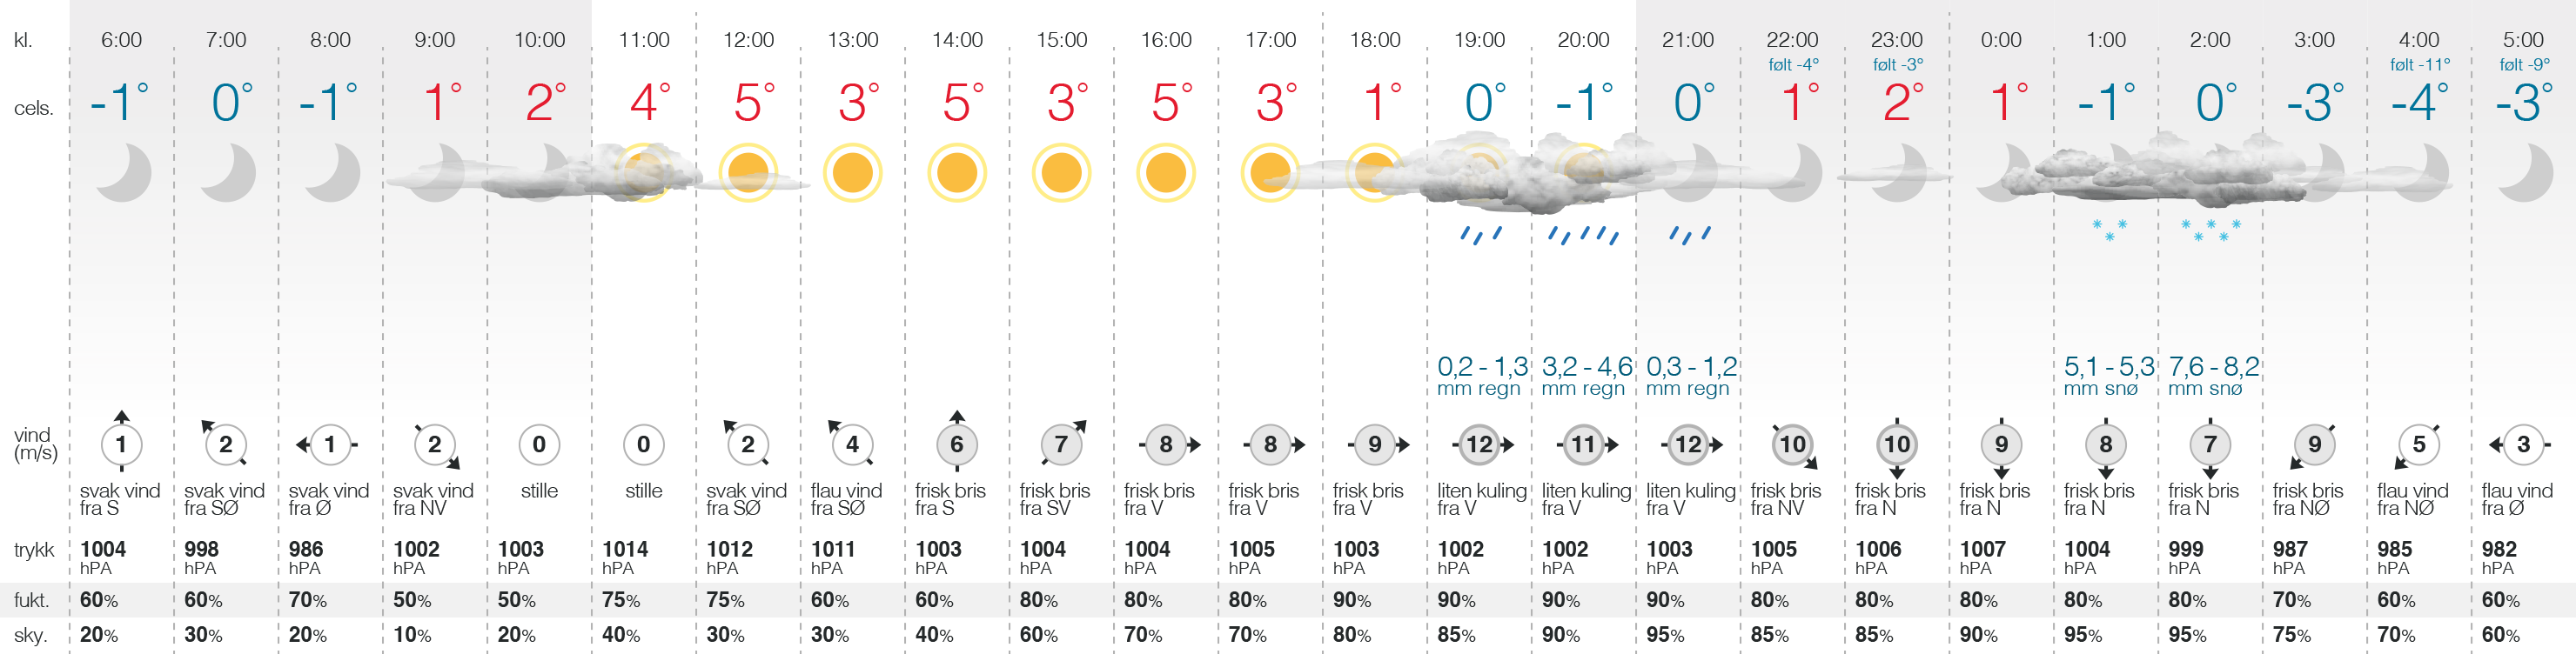 kl. 6:00 7:00 8:00 9:00 10:00 11:00 12:00 13:00 14:00 15:00 16:00 17:00 18:00 19:00 20:00 21:00 22:00 23:00 0:00 1:00 2:00 3:00 4:00 5:00
følt -4° følt -3° følt -11° følt -9°
cels. -1° 0° -1° 1° 2° 4° 5° 3° 5° 3° 5° 3° 1° 0° -1° 0° 1° 2° 1° -1° 0° -3° -4° -3°
0,2 - 1,3 3,2 - 4,6 0,3 - 1,2 5,1 - 5,3 7,6 - 8,2
mm regn mm regn mm regn mm snø mm snø
vind
(m/s) 1 2 1 2 0 0 2 4 6 7 8 8 9 12 11 12 10 10 9 8 7 9 5 3
svak vind svak vind svak vind svak vind stille stille svak vind flau vind frisk bris frisk bris frisk bris frisk bris frisk bris liten kuling liten kuling liten kuling frisk bris frisk bris frisk bris frisk bris frisk bris frisk bris flau vind flau vind
fra S fra SØ fra Ø fra NV fra SØ fra SØ fra S fra SV fra V fra V fra V fra V fra V fra V fra NV fra N fra N fra N fra N fra NØ fra NØ fra Ø
trykk 1004 998 986 1002 1003 1014 1012 1011 1003 1004 1004 1005 1003 1002 1002 1003 1005 1006 1007 1004 999 987 985 982
hPA hPA hPA hPA hPA hPA hPA hPA hPA hPA hPA hPA hPA hPA hPA hPA hPA hPA hPA hPA hPA hPA hPA hPA
fukt. 60% 60% 70% 50% 50% 75% 75% 60% 60% 80% 80% 80% 90% 90% 90% 90% 80% 80% 80% 80% 80% 70% 60% 60%
sky. 20% 30% 20% 10% 20% 40% 30% 30% 40% 60% 70% 70% 80% 85% 90% 95% 85% 85% 90% 95% 95% 75% 70% 60%